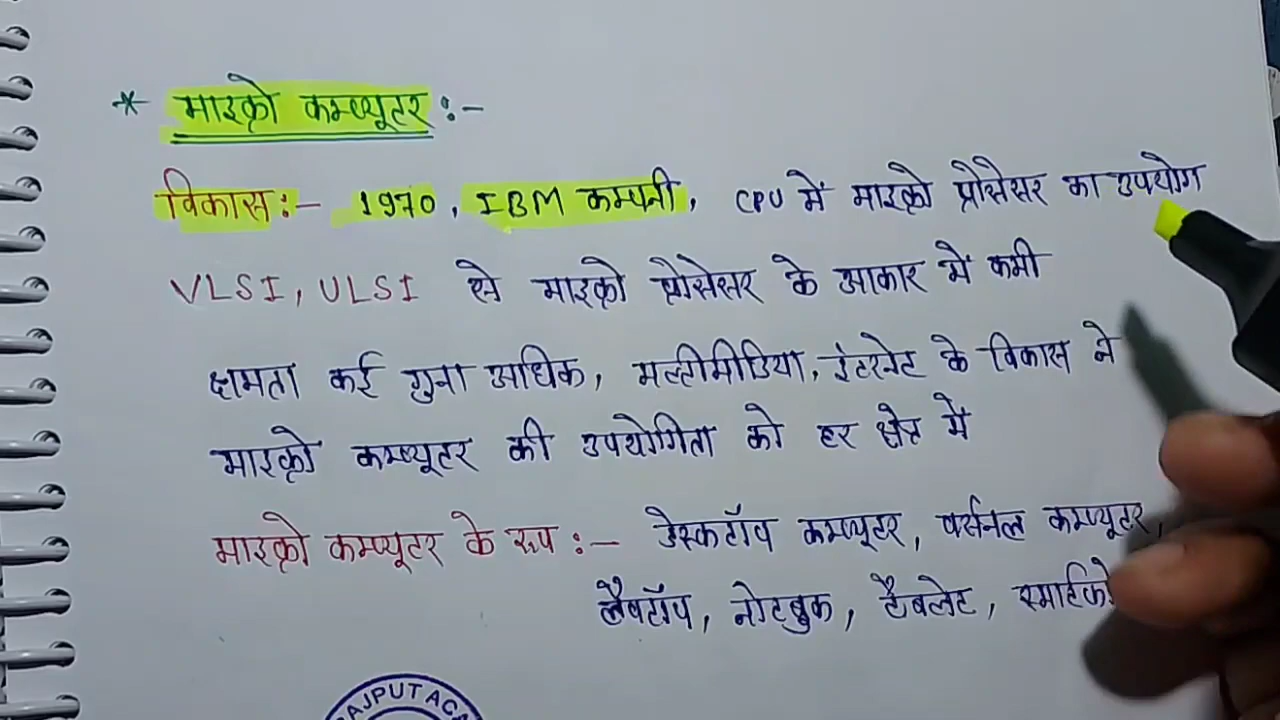 * माइक्रो कम्प्यूटर :-
विकास :- 1970, IBM कम्पनी, CPU में माइक्रो प्रोसेसर का उपयोग
VLSI, ULSI से माइक्रो प्रोसेसर के आकार में कमी
क्षमता कई गुना अधिक, मल्टीमीडिया, इंटरनेट के विकास ने
माइक्रो कम्प्यूटर की उपयोगिता को हर क्षेत्र में
माइक्रो कम्प्यूटर के रूप :- डेस्कटॉप कम्प्यूटर, पर्सनल कम्प्यूटर,
लैपटॉप, नोटबुक, टैबलेट,
RAJPUT ACA